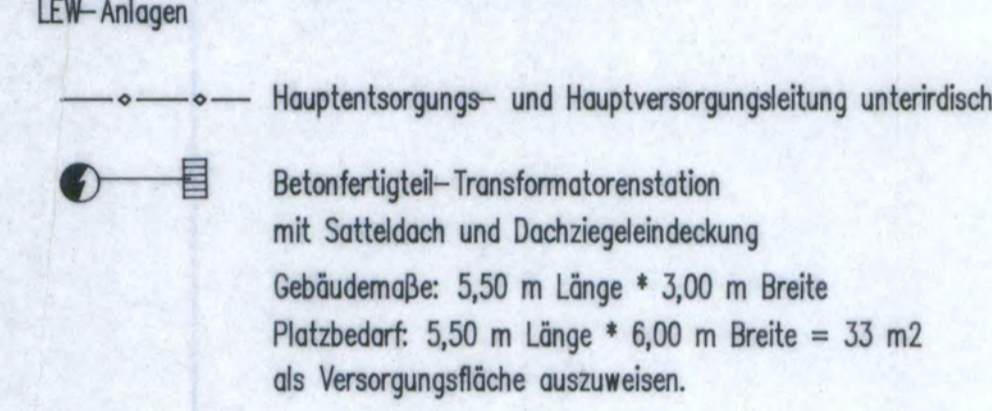 LEW-Anlagen
Hauptentsorgungs- und Hauptversorgungsleitung unterirdisch
Betonfertigteil-Transformatorenstation
mit Satteldach und Dachziegeleindeckung
Gebäudemaße: 5,50 m Länge * 3,00 m Breite
Platzbedarf: 5,50 m Länge * 6,00 m Breite = 33 m2
als Versorgungsfläche auszuweisen.